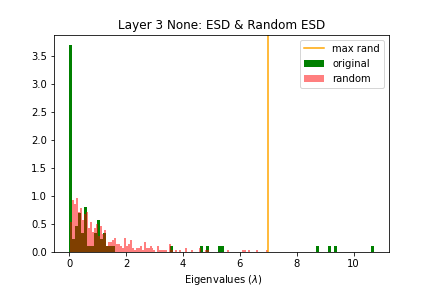 Layer 3 None: ESD & Random ESD
max rand
original
random
3.5
3.0
2.5
2.0
1.5
1.0
0.5
0.0
0 2 4 6 8 10
Eigenvalues (λ)